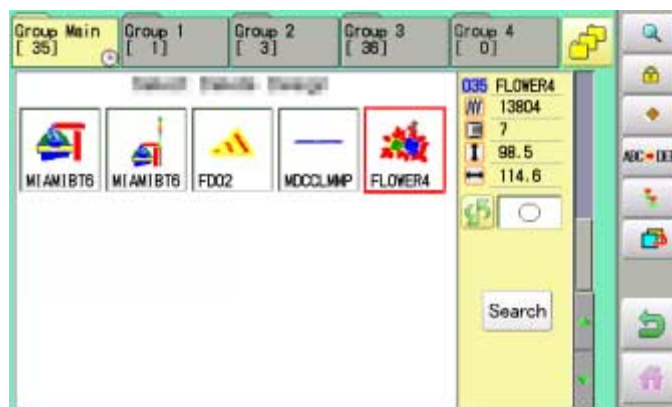 Group Main
[ 35]
Group 1
[ 1]
Group 2
[ 3]
Group 3
[ 36]
Group 4
[ 0]
035 FLOWER4
13804
7
98.5
114.6
MIAMIBT6
MIAMIBT6
FD02
MDCCLMMP
FLOWER4
Search